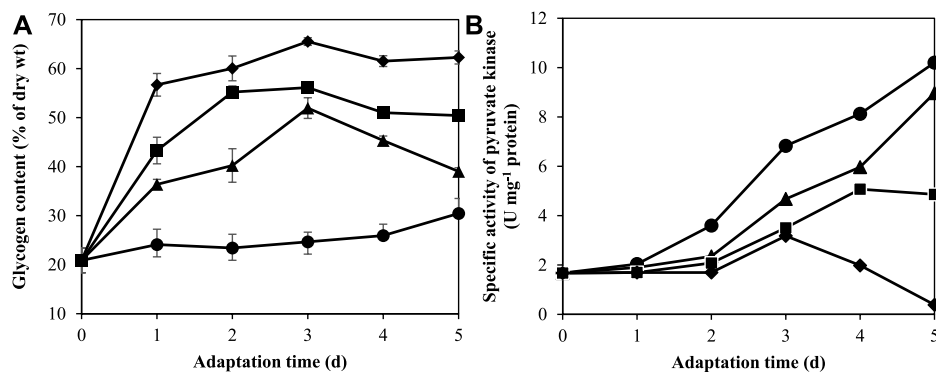 A
B
Glycogen content (% of dry wt)
70
60
50
40
30
20
10
0 1 2 3 4 5
Adaptation time (d)
Specific activity of pyruvate kinase
(U mg⁻¹ protein)
12
10
8
6
4
2
0
0 1 2 3 4 5
Adaptation time (d)